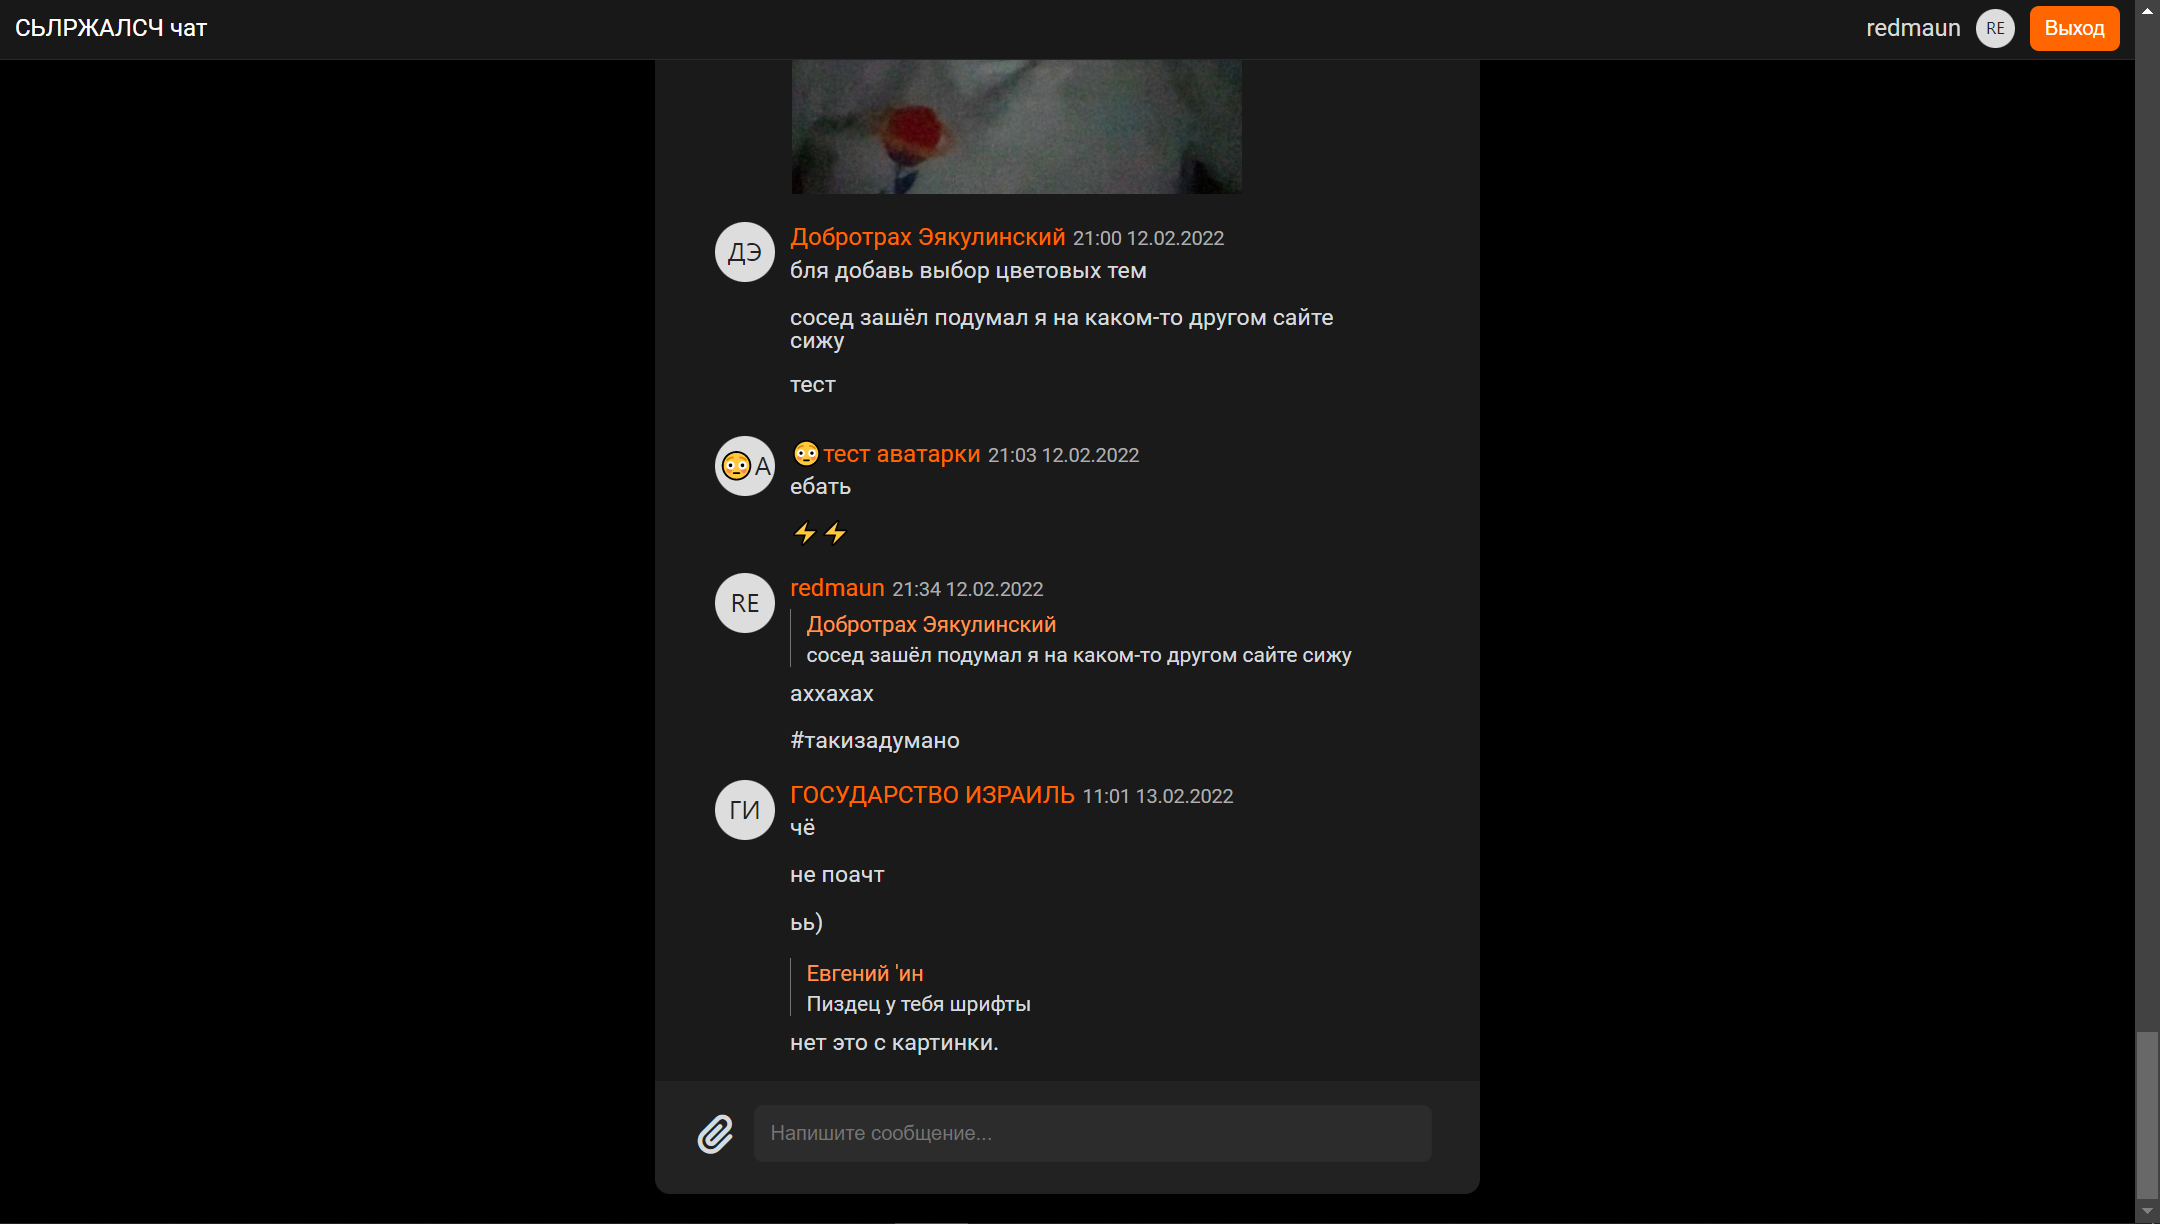 СЬЛРЖАЛСЧ чат
redmaun RE Выход
ДЭ
Добротрах Эякулинский 21:00 12.02.2022
бля добавь выбор цветовых тем
сосед зашёл подумал я на каком-то другом сайте
сижу
тест
😳А
😳тест аватарки 21:03 12.02.2022
ебать
⚡⚡
RE
redmaun 21:34 12.02.2022
Добротрах Эякулинский
сосед зашёл подумал я на каком-то другом сайте сижу
аххахах
#такизадумано
ГИ
ГОСУДАРСТВО ИЗРАИЛЬ 11:01 13.02.2022
чё
не поачт
ьь)
Евгений 'ин
Пиздец у тебя шрифты
нет это с картинки.
Напишите сообщение...